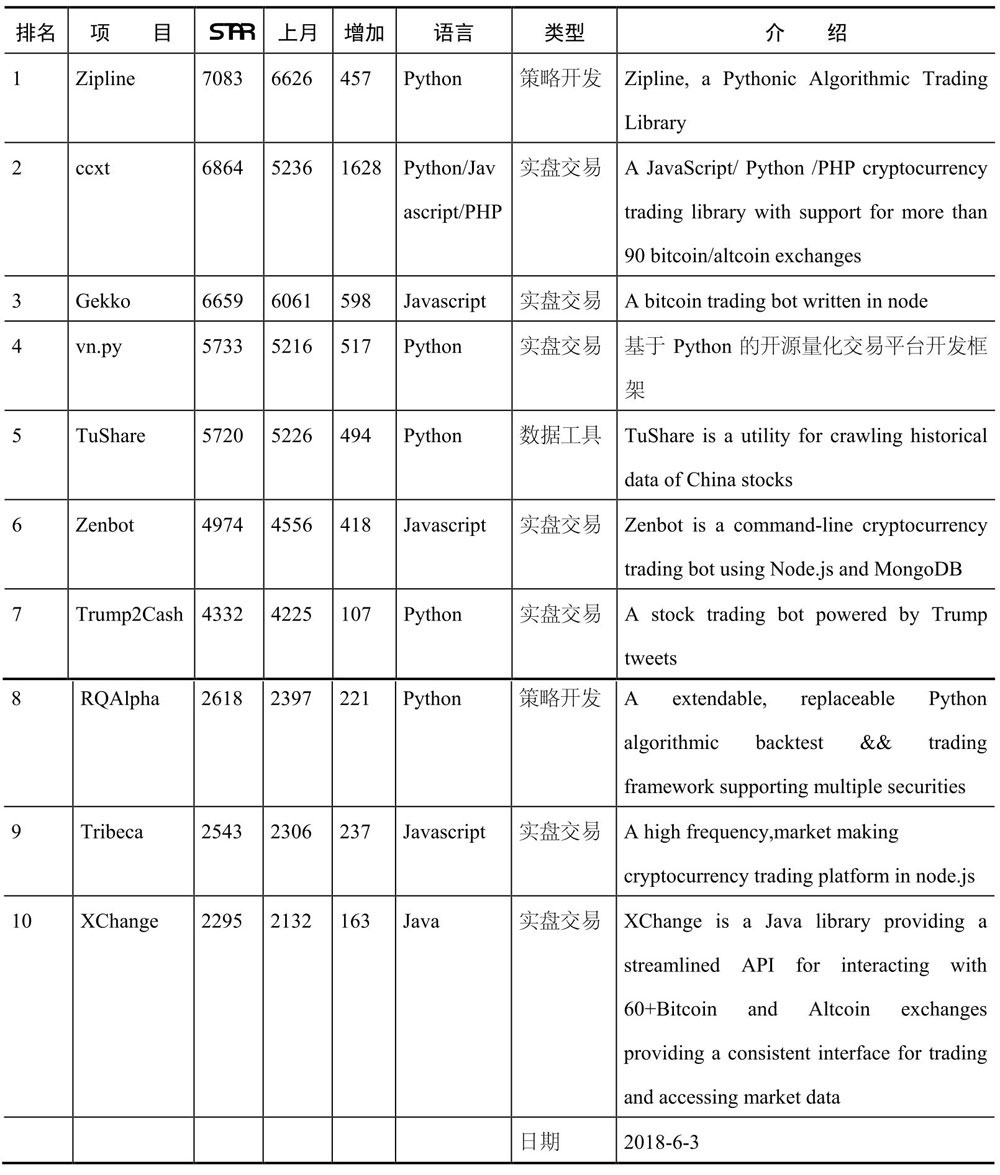 排名 项 目 STAR 上月 增加 语言 类型 介 绍
1 Zipline 7083 6626 457 Python 策略开发 Zipline, a Pythonic Algorithmic Trading
Library
2 ccxt 6864 5236 1628 Python/Jav 实盘交易 A JavaScript/ Python /PHP cryptocurrency
ascript/PHP trading library with support for more than
90 bitcoin/altcoin exchanges
3 Gekko 6659 6061 598 Javascript 实盘交易 A bitcoin trading bot written in node
4 vn.py 5733 5216 517 Python 实盘交易 基于 Python 的开源量化交易平台开发框
架
5 TuShare 5720 5226 494 Python 数据工具 TuShare is a utility for crawling historical
data of China stocks
6 Zenbot 4974 4556 418 Javascript 实盘交易 Zenbot is a command-line cryptocurrency
trading bot using Node.js and MongoDB
7 Trump2Cash 4332 4225 107 Python 实盘交易 A stock trading bot powered by Trump
tweets
8 RQAlpha 2618 2397 221 Python 策略开发 A extendable, replaceable Python
algorithmic backtest && trading
framework supporting multiple securities
9 Tribeca 2543 2306 237 Javascript 实盘交易 A high frequency,market making
cryptocurrency trading platform in node.js
10 XChange 2295 2132 163 Java 实盘交易 XChange is a Java library providing a
streamlined API for interacting with
60+Bitcoin and Altcoin exchanges
providing a consistent interface for trading
and accessing market data
日期 2018-6-3